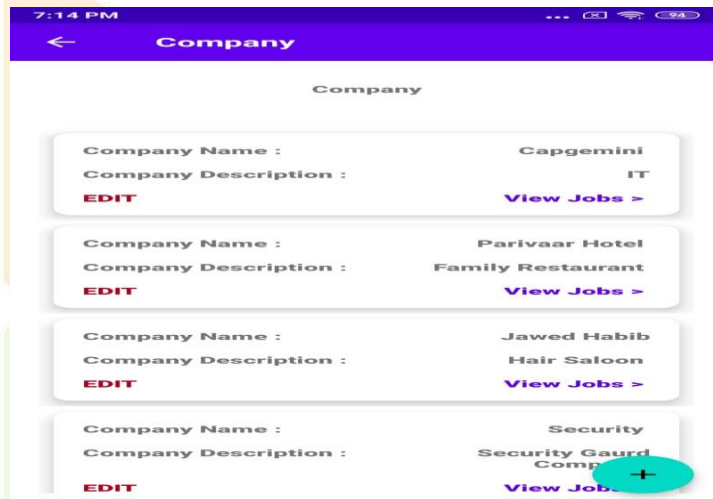 7:14 PM ... 94
← Company
Company
Company Name : Capgemini
Company Description : IT
EDIT View Jobs >
Company Name : Parivaar Hotel
Company Description : Family Restaurant
EDIT View Jobs >
Company Name : Jawed Habib
Company Description : Hair Saloon
EDIT View Jobs >
Company Name : Security
Company Description : Security Gaurd
+
EDIT View